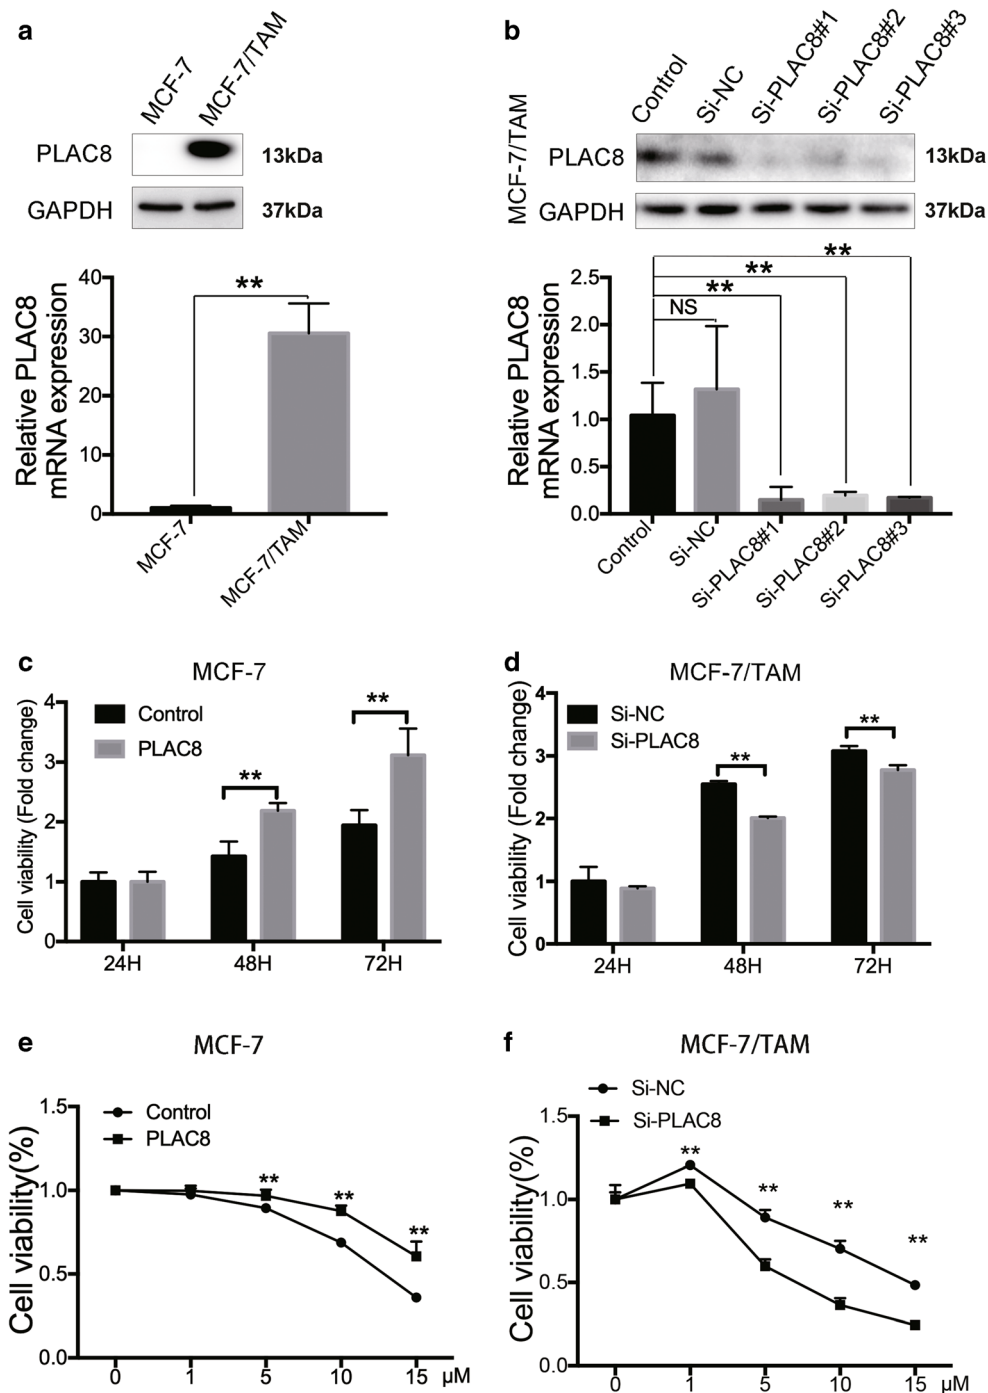 a
MCF-7
MCF-7/TAM
PLAC8
13kDa
GAPDH
37kDa
Relative PLAC8
mRNA expression
40
30
20
10
0
**
MCF-7
MCF-7/TAM
b
MCF-7/TAM
Control
Si-NC
Si-PLAC8#1
Si-PLAC8#2
Si-PLAC8#3
PLAC8
13kDa
GAPDH
37kDa
Relative PLAC8
mRNA expression
2.5
2.0
1.5
1.0
0.5
0.0
**
**
**
NS
Control
Si-NC
Si-PLAC8#1
Si-PLAC8#2
Si-PLAC8#3
c
MCF-7
Cell viability (Fold change)
4
3
2
1
0
Control
PLAC8
**
**
24H 48H 72H
d
MCF-7/TAM
Cell viability (Fold change)
4
3
2
1
0
Si-NC
Si-PLAC8
**
**
24H 48H 72H
e
MCF-7
Cell viability(%)
1.5
1.0
0.5
0.0
Control
PLAC8
** ** **
0 1 5 10 15 μM
f
MCF-7/TAM
Si-NC
Si-PLAC8
Cell viability(%)
1.5
1.0
0.5
0.0
** ** ** **
0 1 5 10 15 μM